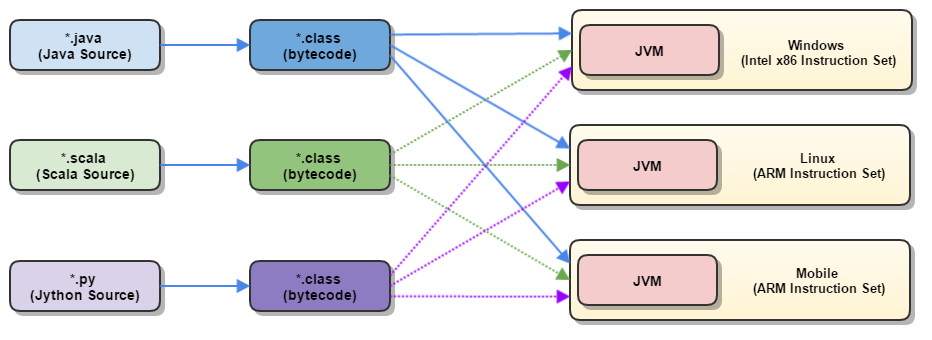 *.java
(Java Source)
*.class
(bytecode)
JVM
Windows
(Intel x86 Instruction Set)
*.scala
(Scala Source)
*.class
(bytecode)
JVM
Linux
(ARM Instruction Set)
*.py
(Jython Source)
*.class
(bytecode)
JVM
Mobile
(ARM Instruction Set)